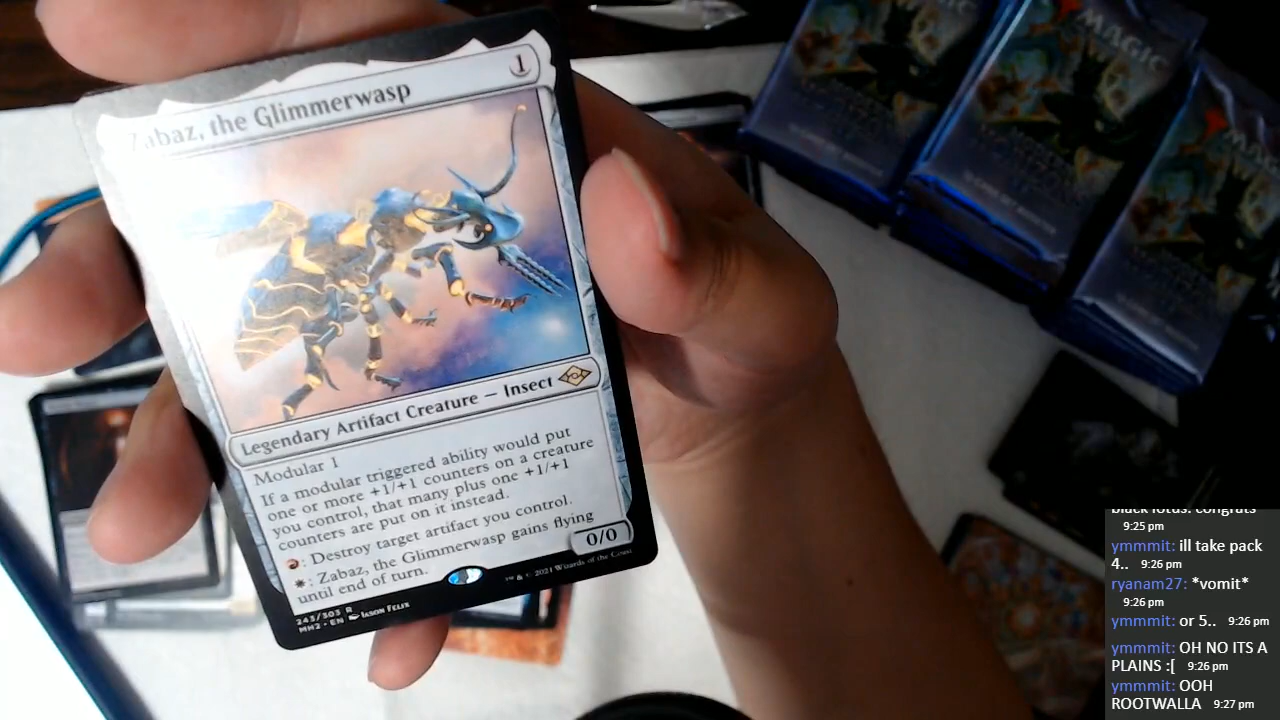 Zabaz, the Glimmerwasp
1
Legendary Artifact Creature — Insect
Modular 1
If a modular triggered ability would put
one or more +1/+1 counters on a creature
you control, that many plus one +1/+1
counters are put on it instead.
: Destroy target artifact you control.
: Zabaz, the Glimmerwasp gains flying
until end of turn.
0/0
243/303 R
MH2 • EN Jason Felix
™ & © 2021 Wizards of the Coast
MAGIC
black lotus. congrats
9:25 pm
ymmmit: ill take pack
4.. 9:26 pm
ryanam27: *vomit*
9:26 pm
ymmmit: or 5.. 9:26 pm
ymmmit: OH NO ITS A
PLAINS :[ 9:26 pm
ymmmit: OOH
ROOTWALLA 9:27 pm